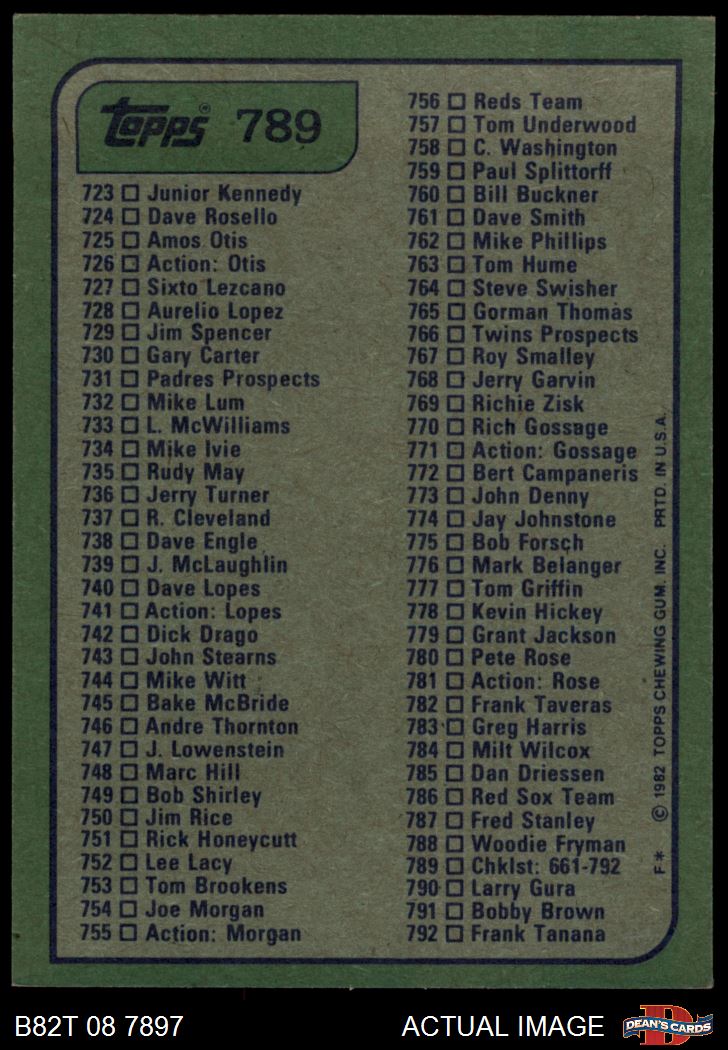 topps® 789
723 □ Junior Kennedy
724 □ Dave Rosello
725 □ Amos Otis
726 □ Action: Otis
727 □ Sixto Lezcano
728 □ Aurelio Lopez
729 □ Jim Spencer
730 □ Gary Carter
731 □ Padres Prospects
732 □ Mike Lum
733 □ L. McWilliams
734 □ Mike Ivie
735 □ Rudy May
736 □ Jerry Turner
737 □ R. Cleveland
738 □ Dave Engle
739 □ J. McLaughlin
740 □ Dave Lopes
741 □ Action: Lopes
742 □ Dick Drago
743 □ John Stearns
744 □ Mike Witt
745 □ Bake McBride
746 □ Andre Thornton
747 □ J. Lowenstein
748 □ Marc Hill
749 □ Bob Shirley
750 □ Jim Rice
751 □ Rick Honeycutt
752 □ Lee Lacy
753 □ Tom Brookens
754 □ Joe Morgan
755 □ Action: Morgan
756 □ Reds Team
757 □ Tom Underwood
758 □ C. Washington
759 □ Paul Splittorff
760 □ Bill Buckner
761 □ Dave Smith
762 □ Mike Phillips
763 □ Tom Hume
764 □ Steve Swisher
765 □ Gorman Thomas
766 □ Twins Prospects
767 □ Roy Smalley
768 □ Jerry Garvin
769 □ Richie Zisk
770 □ Rich Gossage
771 □ Action: Gossage
772 □ Bert Campaneris
773 □ John Denny
774 □ Jay Johnstone
775 □ Bob Forsch
776 □ Mark Belanger
777 □ Tom Griffin
778 □ Kevin Hickey
779 □ Grant Jackson
780 □ Pete Rose
781 □ Action: Rose
782 □ Frank Taveras
783 □ Greg Harris
784 □ Milt Wilcox
785 □ Dan Driessen
786 □ Red Sox Team
787 □ Fred Stanley
788 □ Woodie Fryman
789 □ Chklst: 661-792
790 □ Larry Gura
791 □ Bobby Brown
792 □ Frank Tanana
F* © 1982 TOPPS CHEWING GUM, INC. PRTD. IN U.S.A.
B82T 08 7897 ACTUAL IMAGE
D DEAN'S CARDS